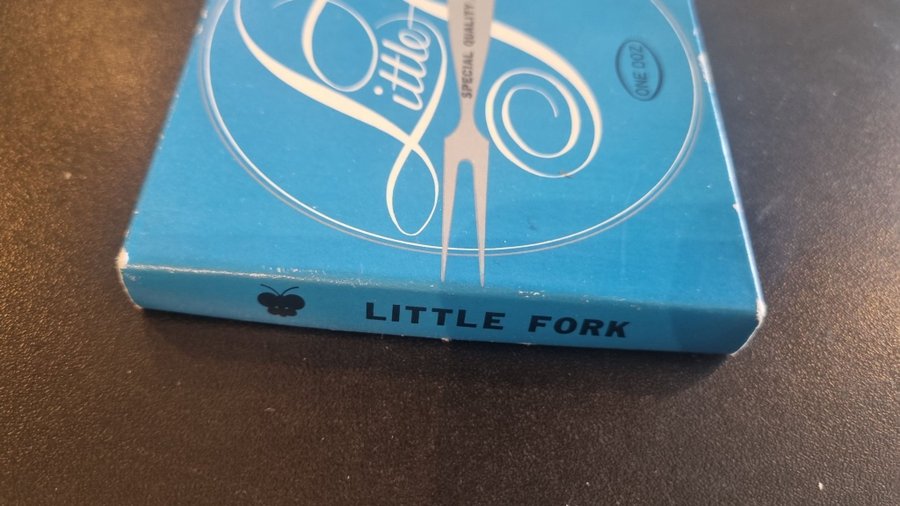 Little
SPECIAL QUALITY
ONE DOZ
LITTLE FORK